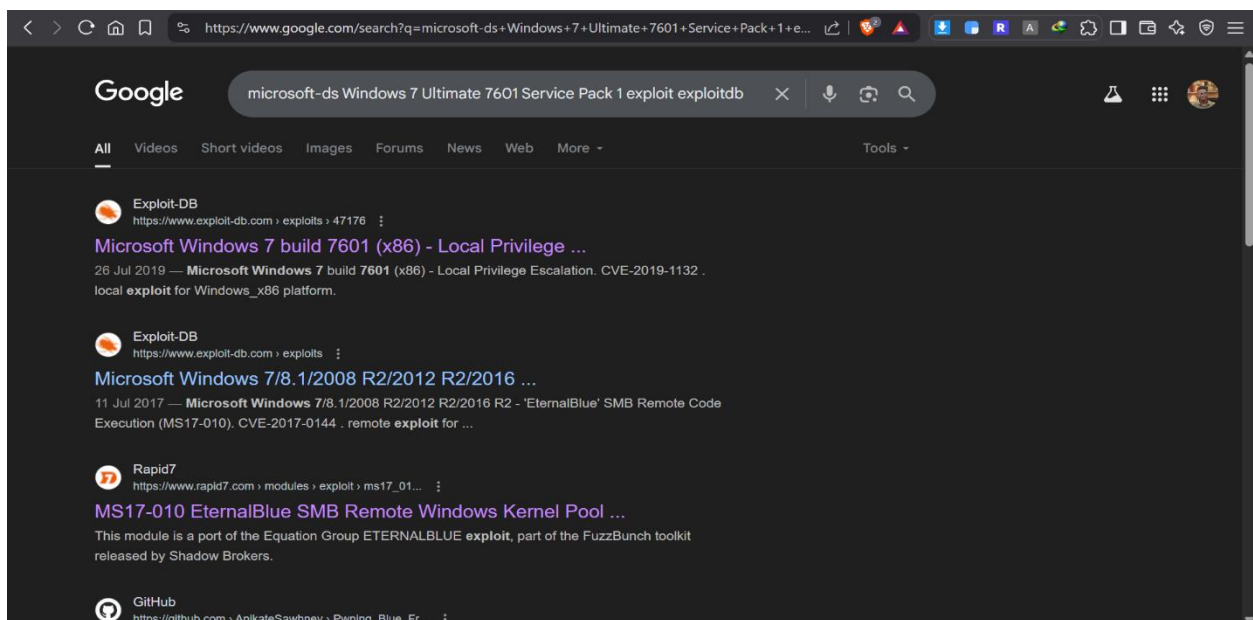 https://www.google.com/search?q=microsoft-ds+Windows+7+Ultimate+7601+Service+Pack+1+e...
Google
microsoft-ds Windows 7 Ultimate 7601 Service Pack 1 exploit exploitdb
All Videos Short videos Images Forums News Web More Tools
Exploit-DB
https://www.exploit-db.com › exploits › 47176
Microsoft Windows 7 build 7601 (x86) - Local Privilege ...
26 Jul 2019 — Microsoft Windows 7 build 7601 (x86) - Local Privilege Escalation. CVE-2019-1132 .
local exploit for Windows_x86 platform.
Exploit-DB
https://www.exploit-db.com › exploits
Microsoft Windows 7/8.1/2008 R2/2012 R2/2016 ...
11 Jul 2017 — Microsoft Windows 7/8.1/2008 R2/2012 R2/2016 R2 - 'EternalBlue' SMB Remote Code
Execution (MS17-010). CVE-2017-0144 . remote exploit for ...
Rapid7
https://www.rapid7.com › modules › exploit › ms17_01...
MS17-010 EternalBlue SMB Remote Windows Kernel Pool ...
This module is a part of the Equation Group ETERNALBLUE exploit, part of the FuzzBunch toolkit
released by Shadow Brokers.
GitHub
https://github.com › AnikateSawhney › Pwning_Blue_Fr...